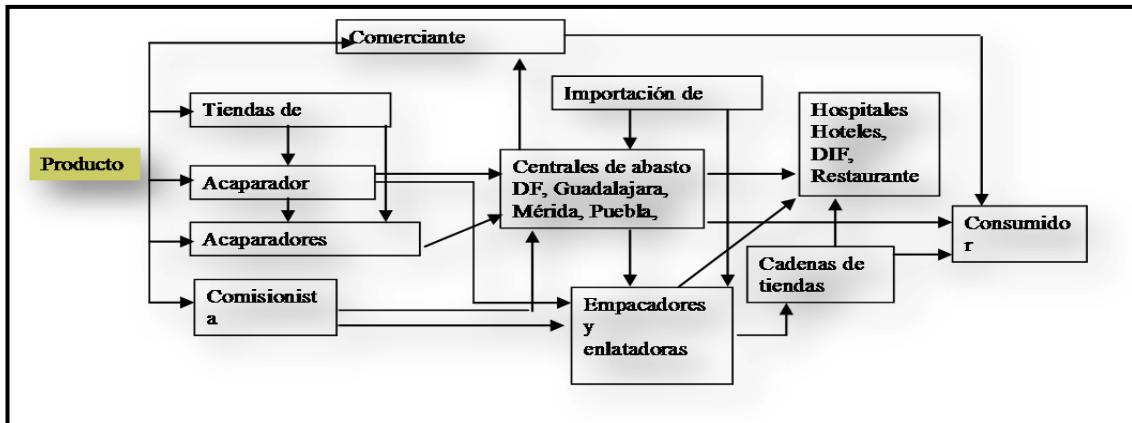 Comerciante
Tiendas de
Importación de
Hospitales
Hoteles,
DIF,
Restaurante
Producto
Centrales de abasto
DF, Guadalajara,
Mérida, Puebla,
Acaparador
Acaparadores
Consumido
r
Cadenas de
tiendas
Comisionist
a
Empacadores
y
enlatadoras